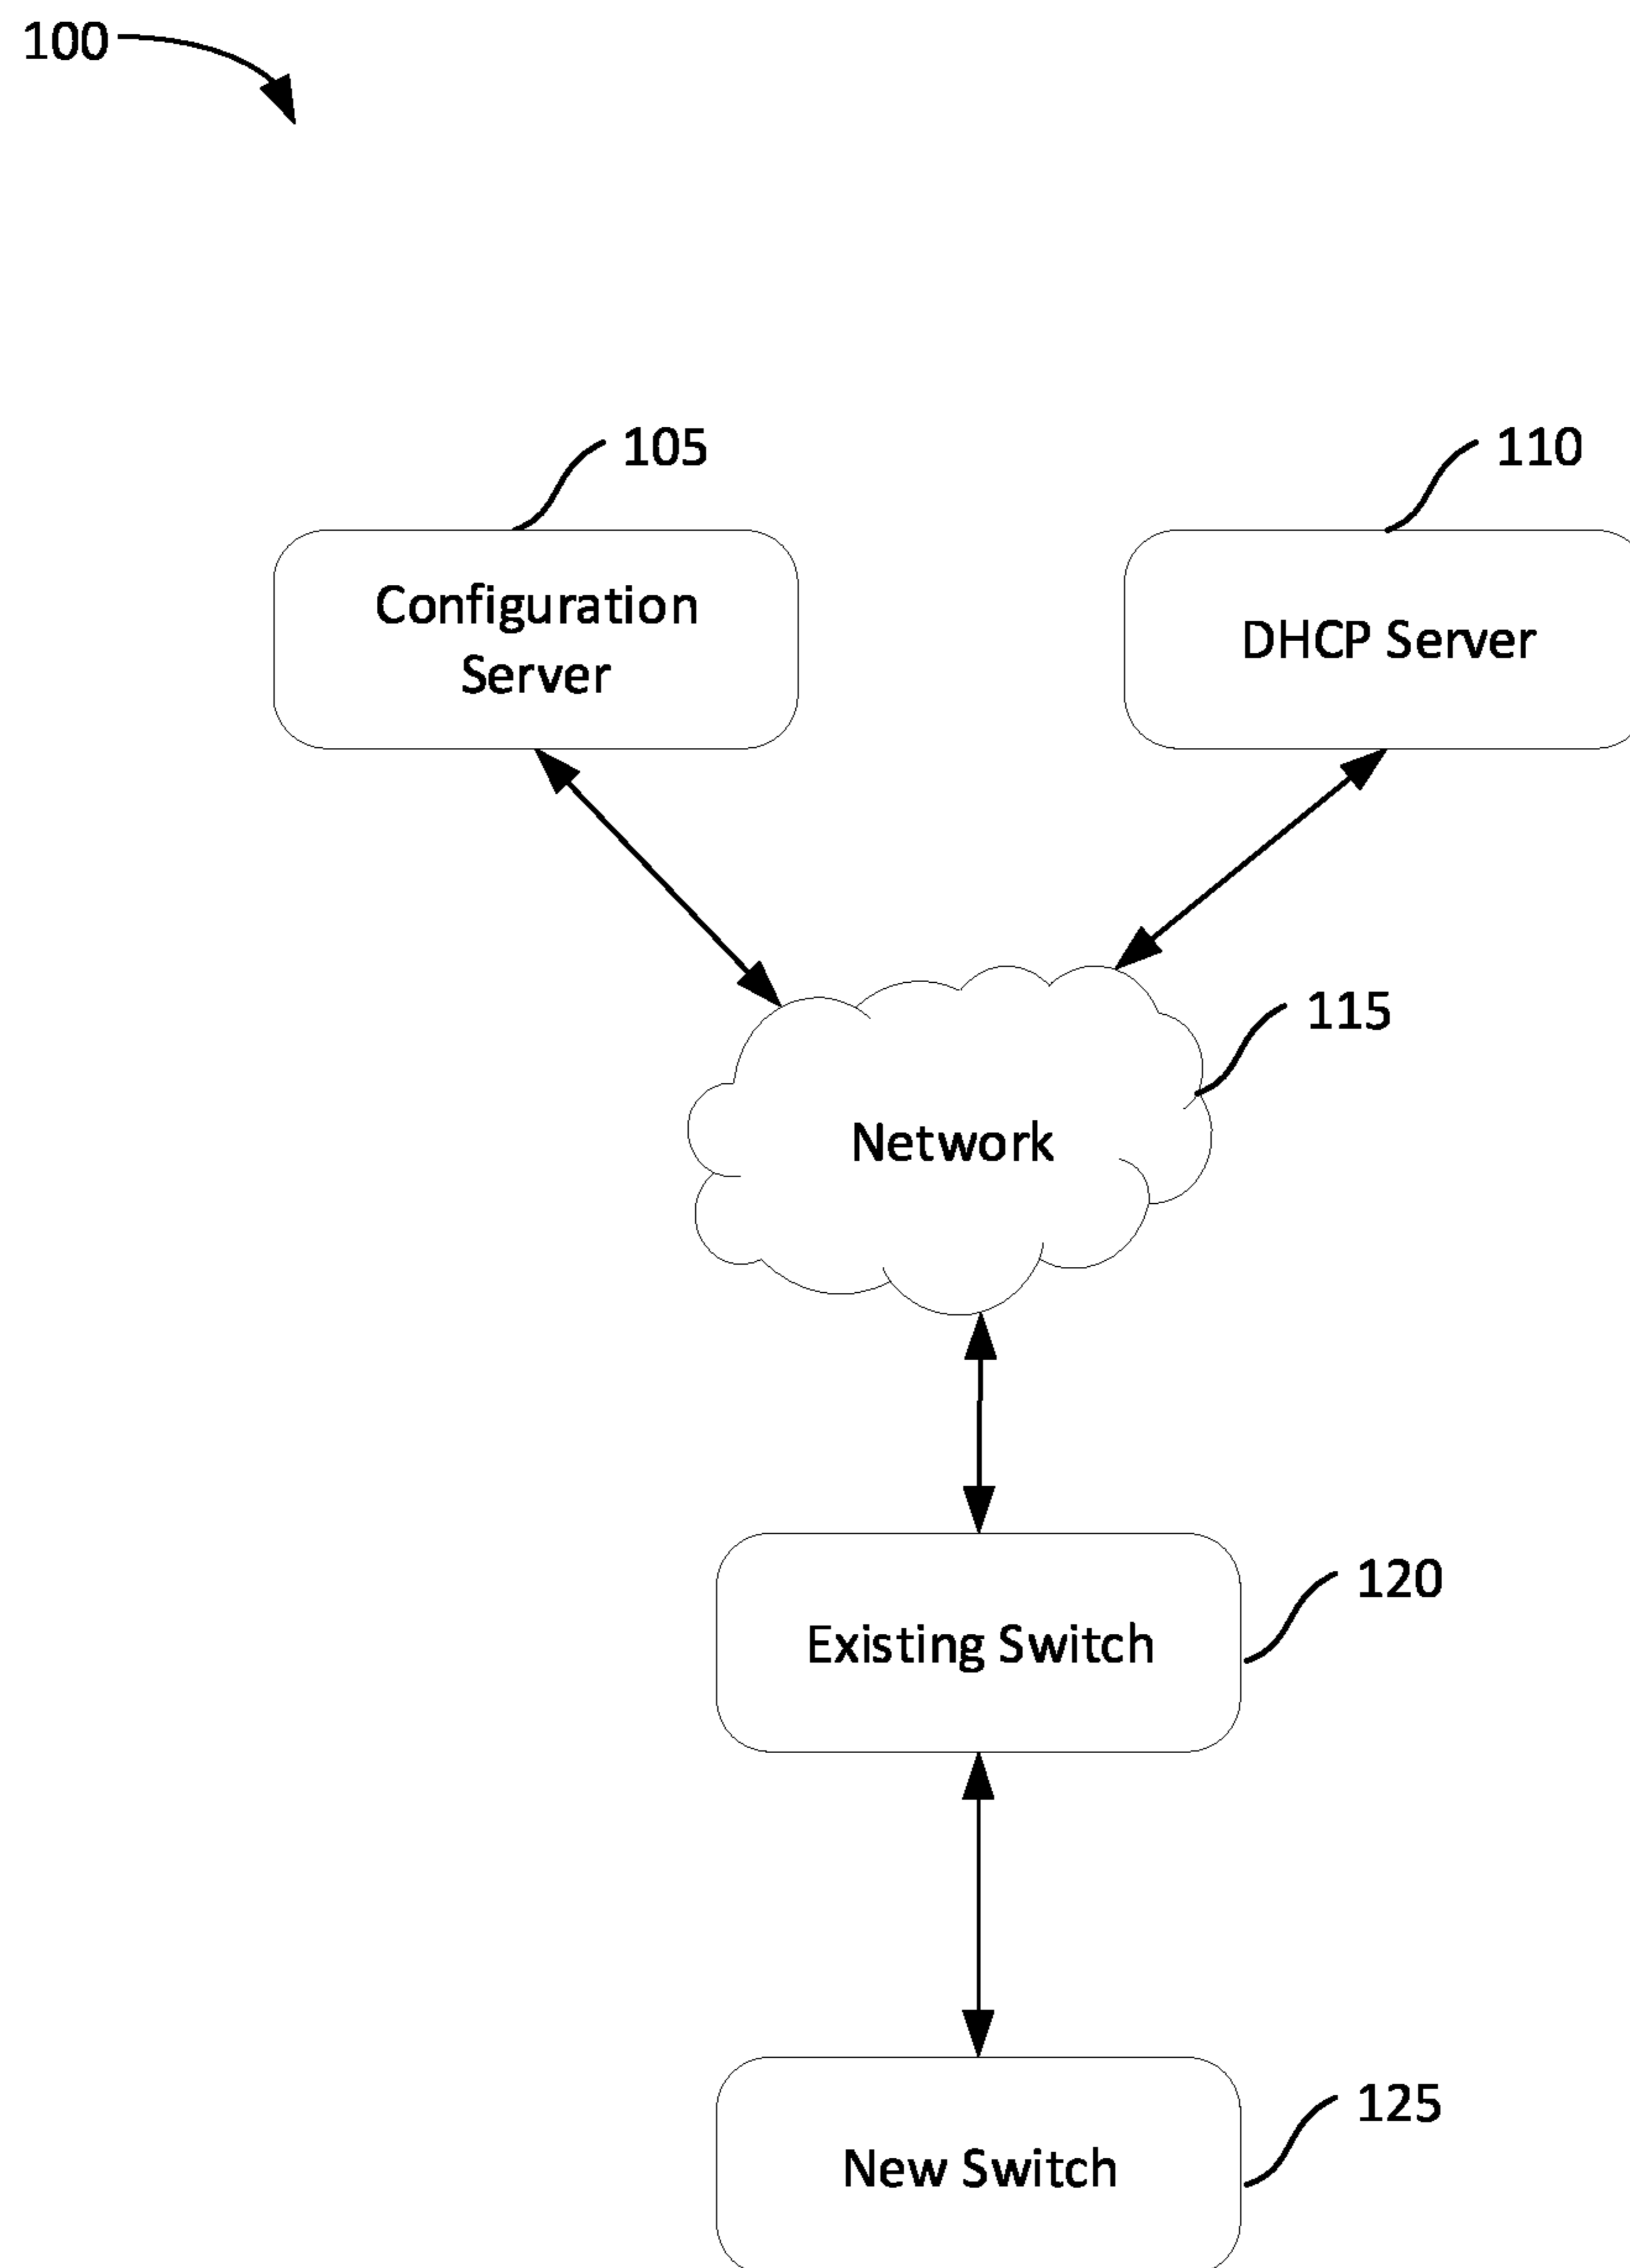 100
105
110
Configuration
Server
DHCP Server
115
Network
120
Existing Switch
125
New Switch